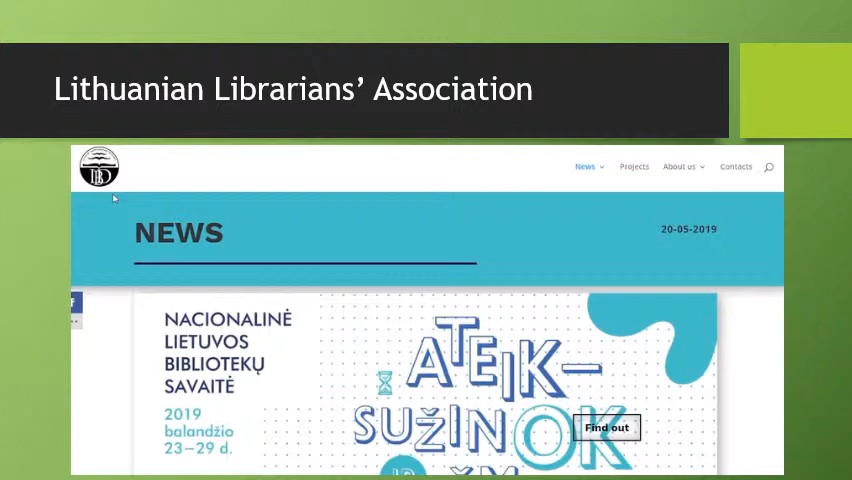 Lithuanian Librarians’ Association
LBD
News
Projects
About us
Contacts
NEWS
20-05-2019
f
NACIONALINĖ
LIETUVOS
BIBLIOTEKŲ
SAVAITĖ
2019
balandžio
23–29 d.
ATEIK–
SUŽINOK
Find out